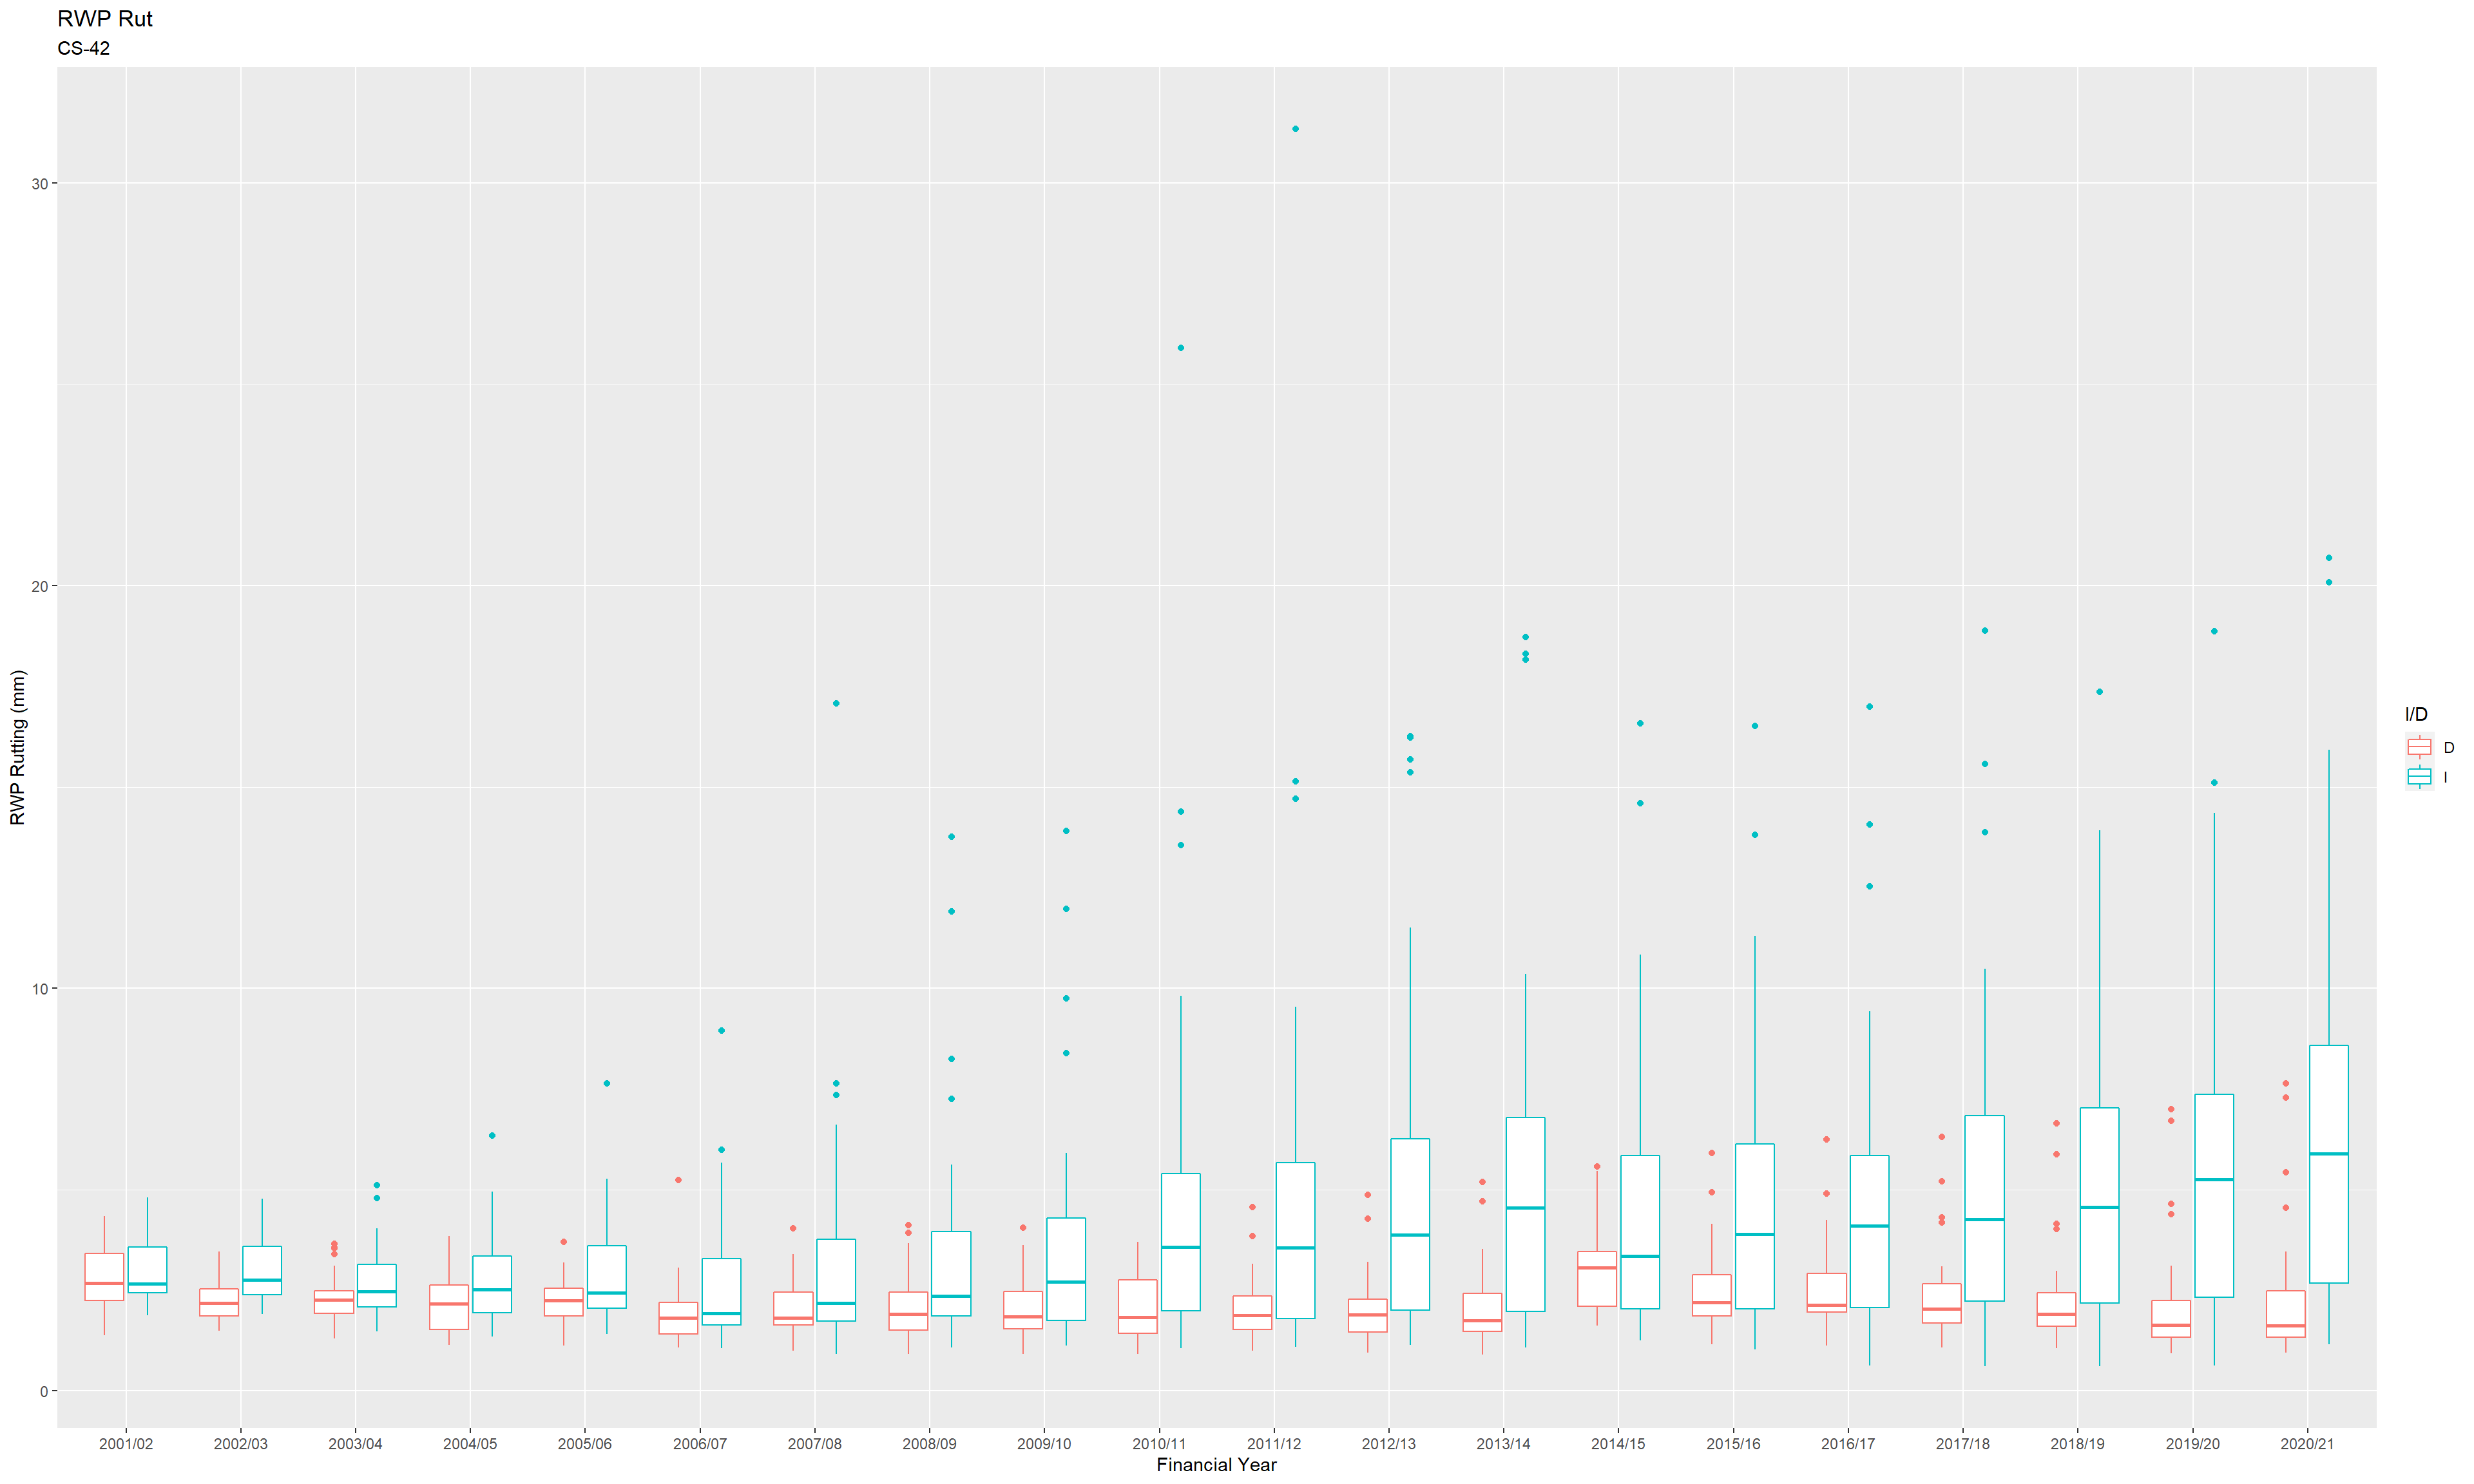 RWP Rut
CS-42
RWP Rutting (mm)
30
20
10
0
2001/02 2002/03 2003/04 2004/05 2005/06 2006/07 2007/08 2008/09 2009/10 2010/11 2011/12 2012/13 2013/14 2014/15 2015/16 2016/17 2017/18 2018/19 2019/20 2020/21
Financial Year
I/D
D
I